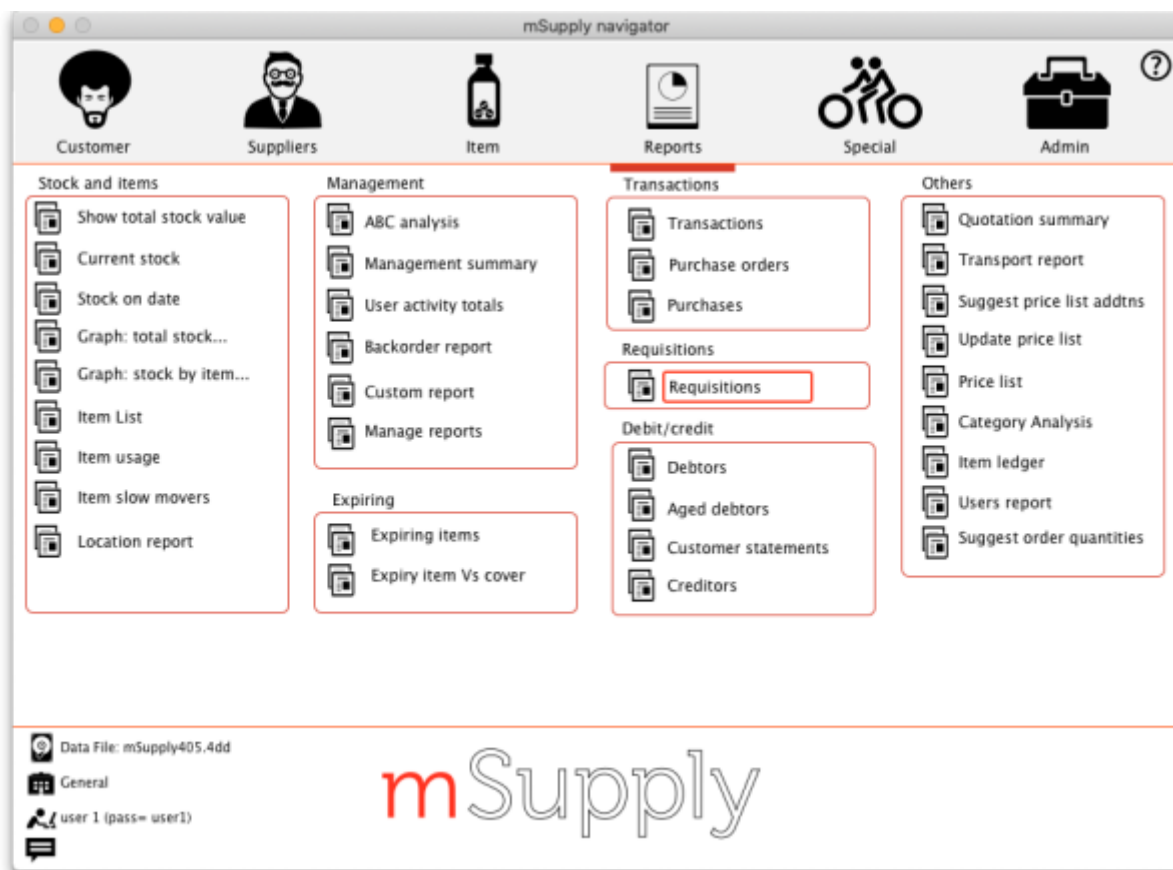 mSupply navigator
?
Customer
Suppliers
Item
Reports
Special
Admin
Stock and items
Show total stock value
Current stock
Stock on date
Graph: total stock...
Graph: stock by item...
Item List
Item usage
Item slow movers
Location report
Management
ABC analysis
Management summary
User activity totals
Backorder report
Custom report
Manage reports
Expiring
Expiring items
Expiry item Vs cover
Transactions
Transactions
Purchase orders
Purchases
Requisitions
Requisitions
Debit/credit
Debtors
Aged debtors
Customer statements
Creditors
Others
Quotation summary
Transport report
Suggest price list addtns
Update price list
Price list
Category Analysis
Item ledger
Users report
Suggest order quantities
Data File: mSupply405.4dd
General
user 1 (pass= user1)
mSupply